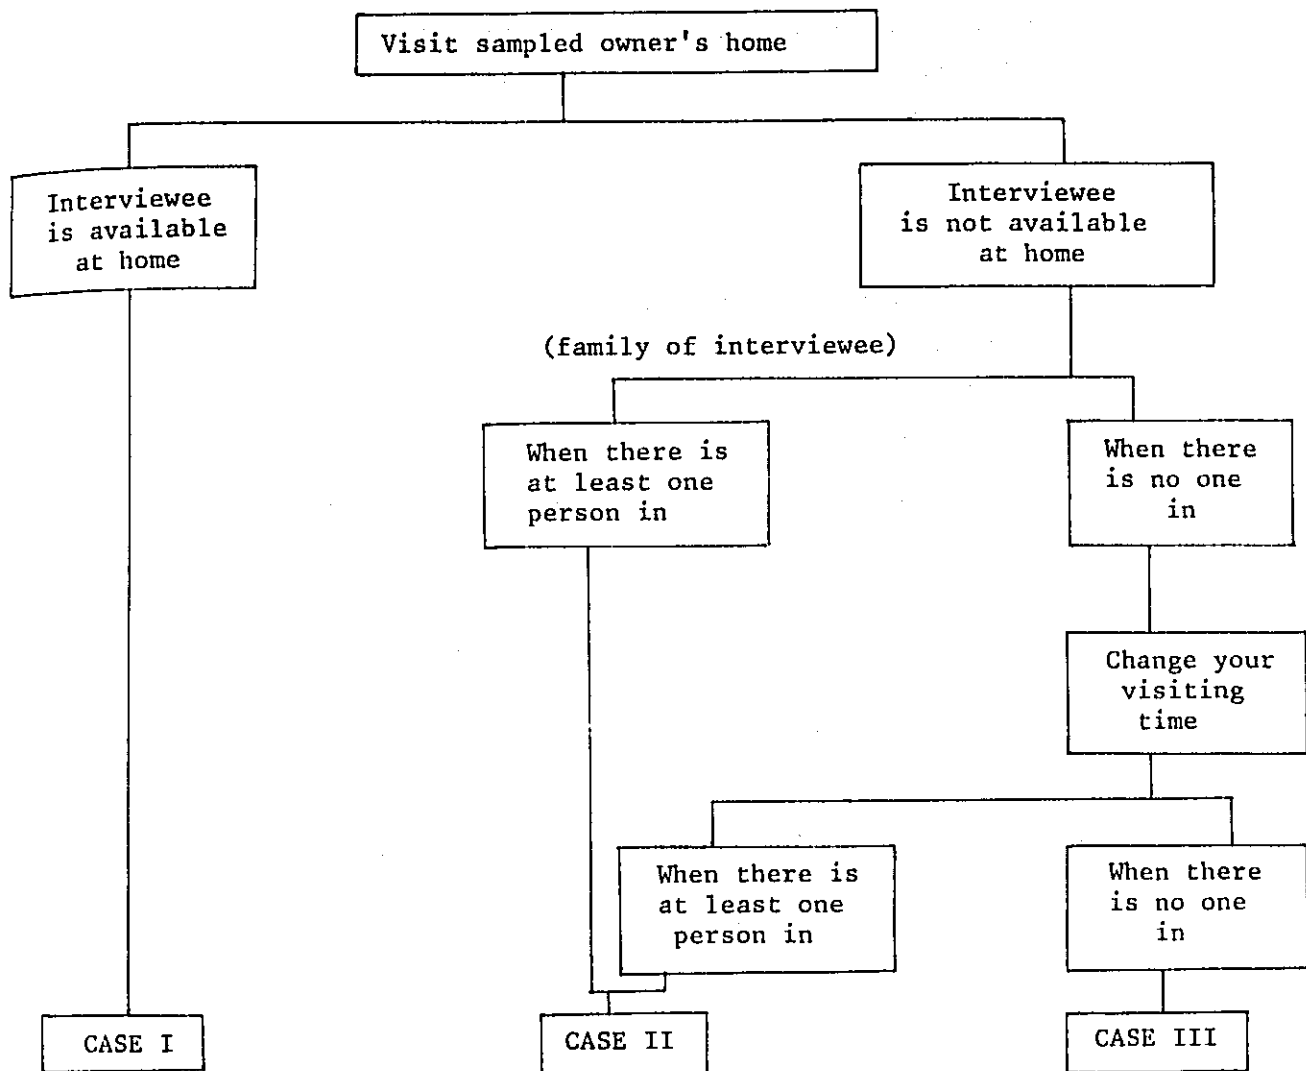 Visit sampled owner's home
Interviewee
is available
at home
Interviewee
is not available
at home
(family of interviewee)
When there is
at least one
person in
When there
is no one
in
Change your
visiting
time
When there is
at least one
person in
When there
is no one
in
CASE I
CASE II
CASE III